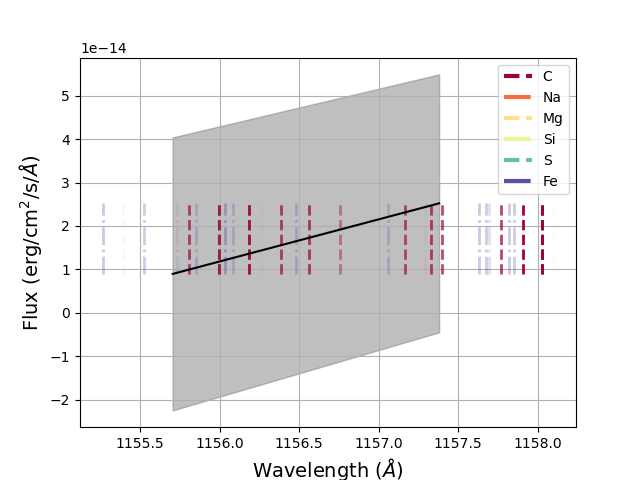 1e−14
C
Na
Mg
Si
S
Fe
5
4
3
2
1
0
−1
−2
Flux (erg/cm²/s/Å)
1155.5 1156.0 1156.5 1157.0 1157.5 1158.0
Wavelength (Å)